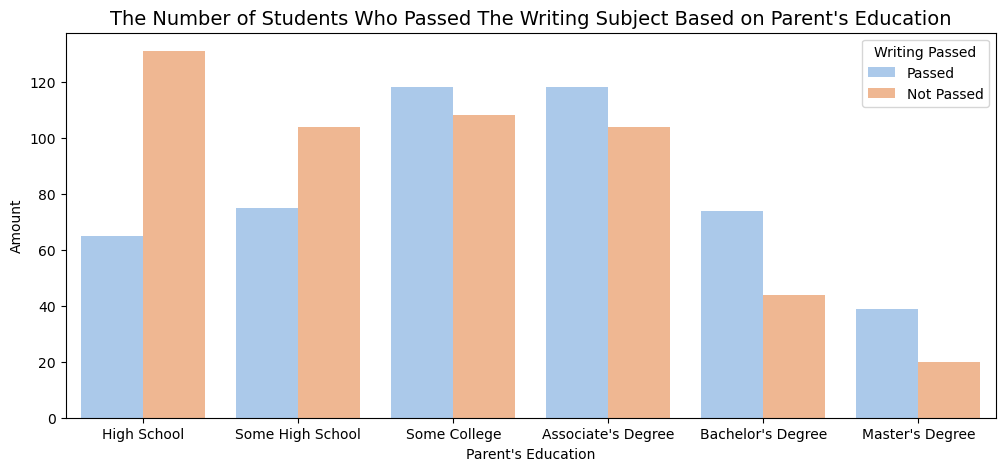 The Number of Students Who Passed The Writing Subject Based on Parent's Education
Writing Passed
Passed
Not Passed
Amount
120
100
80
60
40
20
0
High School
Some High School
Some College
Associate's Degree
Bachelor's Degree
Master's Degree
Parent's Education